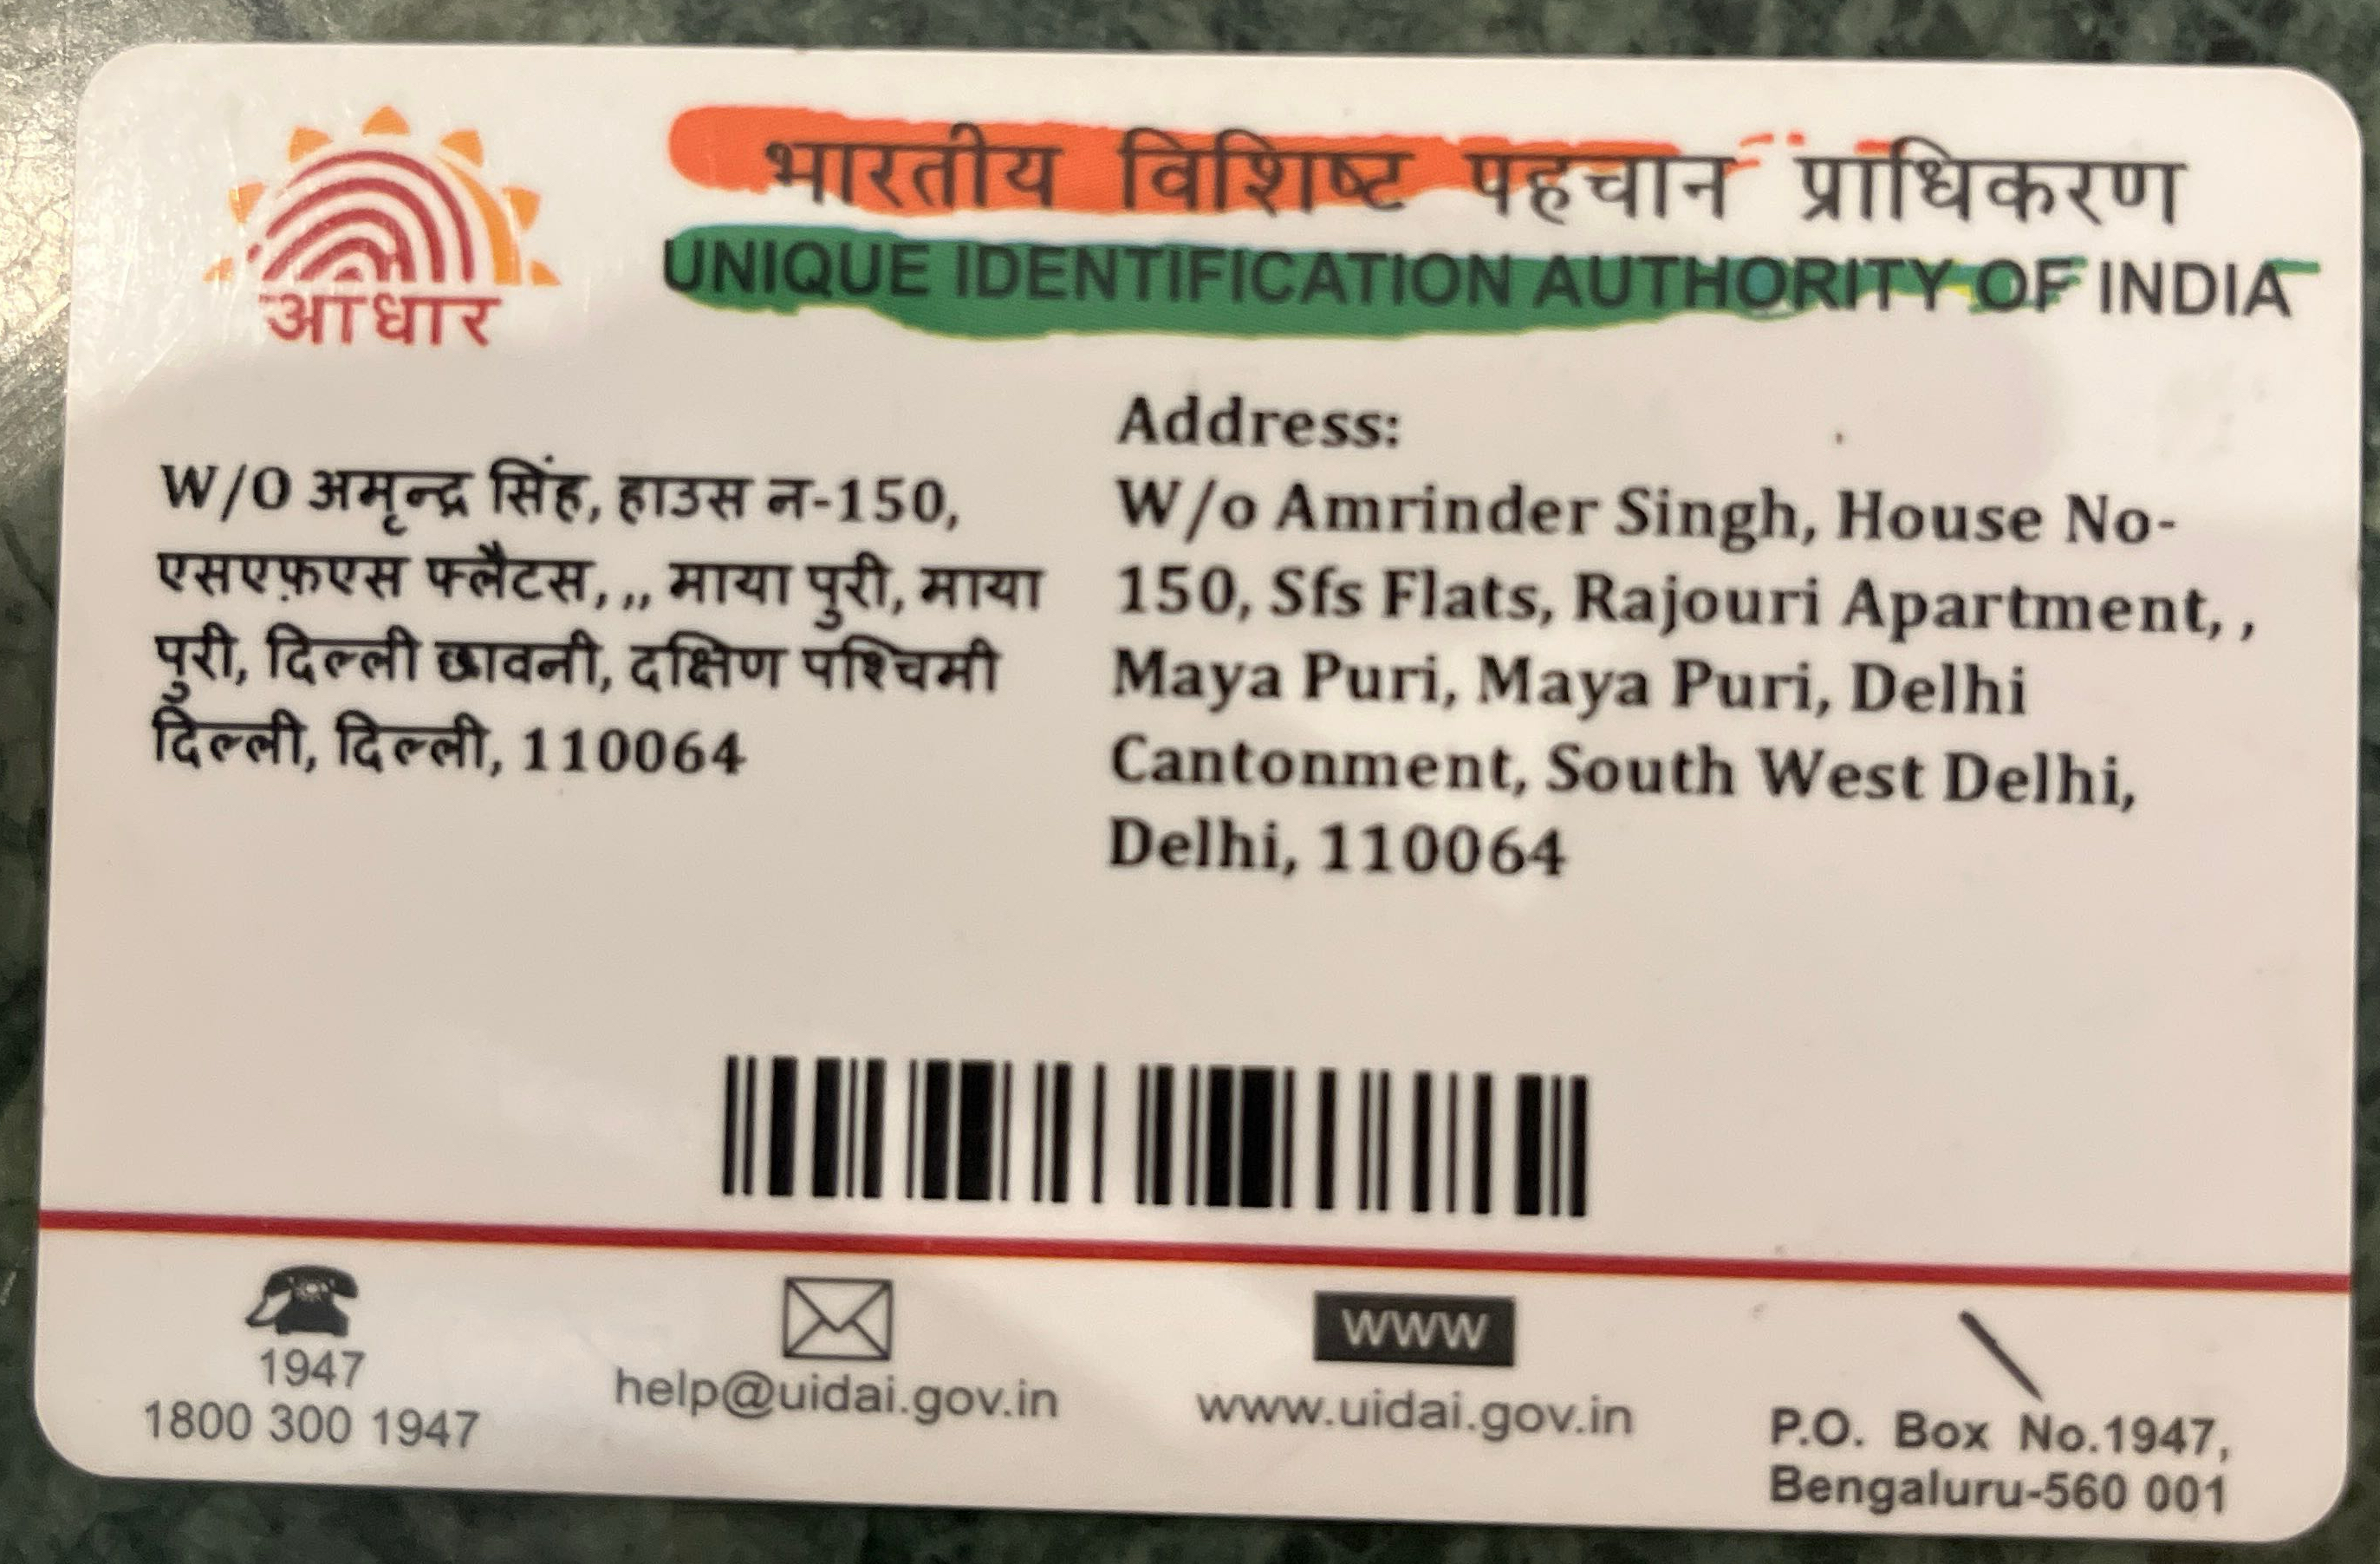 भारतीय विशिष्ट पहचान प्राधिकरण
UNIQUE IDENTIFICATION AUTHORITY OF INDIA
आधार
W/O अमृन्द्र सिंह, हाउस न-150,
एसएफ़एस फ्लैटस, ,, माया पुरी, माया
पुरी, दिल्ली छावनी, दक्षिण पश्चिमी
दिल्ली, दिल्ली, 110064
Address:
W/o Amrinder Singh, House No-
150, Sfs Flats, Rajouri Apartment, ,
Maya Puri, Maya Puri, Delhi
Cantonment, South West Delhi,
Delhi, 110064
1947
1800 300 1947
help@uidai.gov.in
www
www.uidai.gov.in
P.O. Box No.1947,
Bengaluru-560 001